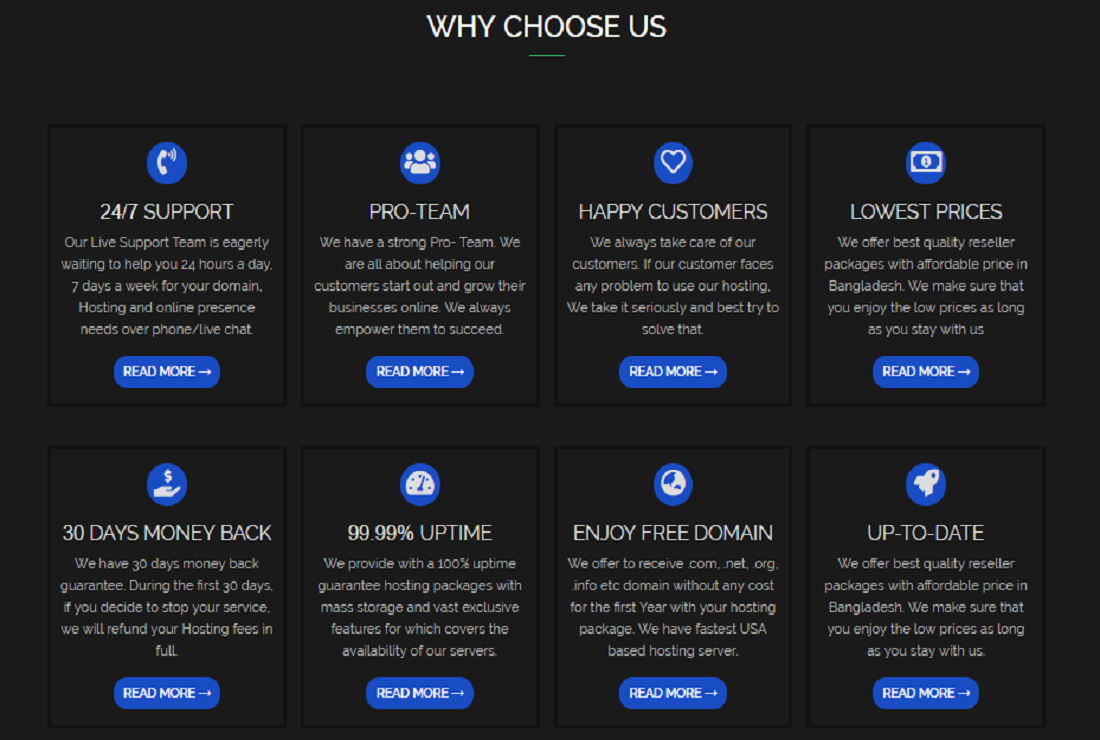 WHY CHOOSE US
24/7 SUPPORT
Our Live Support Team is eagerly
waiting to help you 24 hours a day,
7 days a week for your domain,
Hosting and online presence
needs over phone/live chat.
READ MORE →
PRO-TEAM
We have a strong Pro- Team. We
are all about helping our
customers start out and grow their
businesses online. We always
empower them to succeed.
READ MORE →
HAPPY CUSTOMERS
We always take care of our
customers. If our customer faces
any problem to use our hosting,
We take it seriously and best try to
solve that.
READ MORE →
LOWEST PRICES
We offer best quality reseller
packages with affordable price in
Bangladesh. We make sure that
you enjoy the low prices as long
as you stay with us
READ MORE →
30 DAYS MONEY BACK
We have 30 days money back
guarantee. During the first 30 days,
if you decide to stop your service,
we will refund your Hosting fees in
full.
READ MORE →
99.99% UPTIME
We provide with a 100% uptime
guarantee hosting packages with
mass storage and vast exclusive
features for which covers the
availability of our servers.
READ MORE →
ENJOY FREE DOMAIN
We offer to receive .com, .net, .org,
.info etc domain without any cost
for the first Year with your hosting
package. We have fastest USA
based hosting server.
READ MORE →
UP-TO-DATE
We offer best quality reseller
packages with affordable price in
Bangladesh. We make sure that
you enjoy the low prices as long
as you stay with us.
READ MORE →